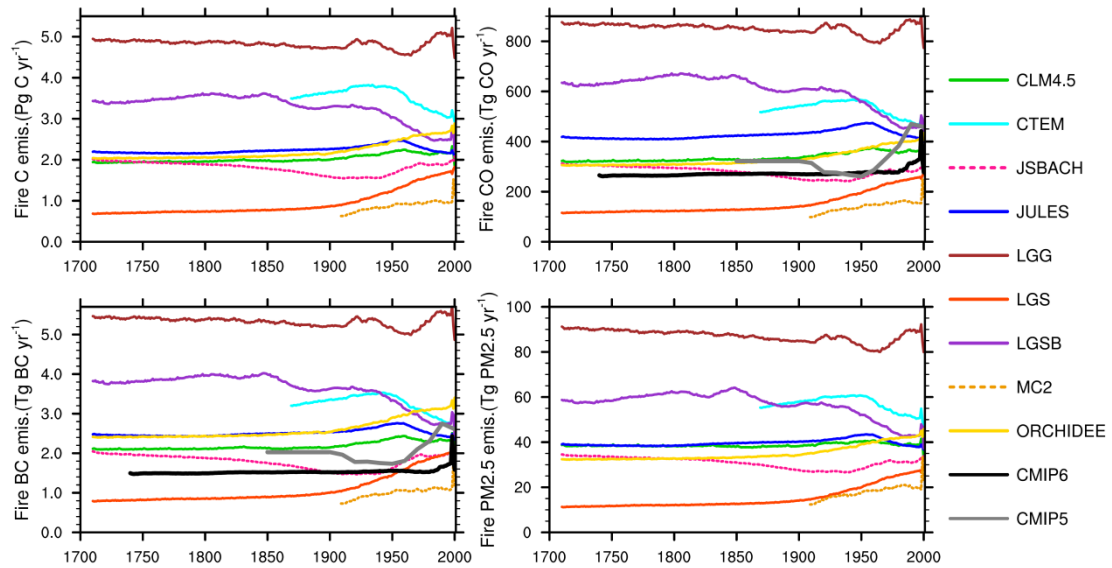 Fire C emis.(Pg C yr-1)
5.0
4.0
3.0
2.0
1.0
0.0
1700 1750 1800 1850 1900 1950 2000
Fire CO emis.(Tg CO yr-1)
800
600
400
200
0
1700 1750 1800 1850 1900 1950 2000
Fire BC emis.(Tg BC yr-1)
5.0
4.0
3.0
2.0
1.0
0.0
1700 1750 1800 1850 1900 1950 2000
Fire PM2.5 emis.(Tg PM2.5 yr-1)
100
80
60
40
20
0
1700 1750 1800 1850 1900 1950 2000
CLM4.5
CTEM
JSBACH
JULES
LGG
LGS
LGSB
MC2
ORCHIDEE
CMIP6
CMIP5